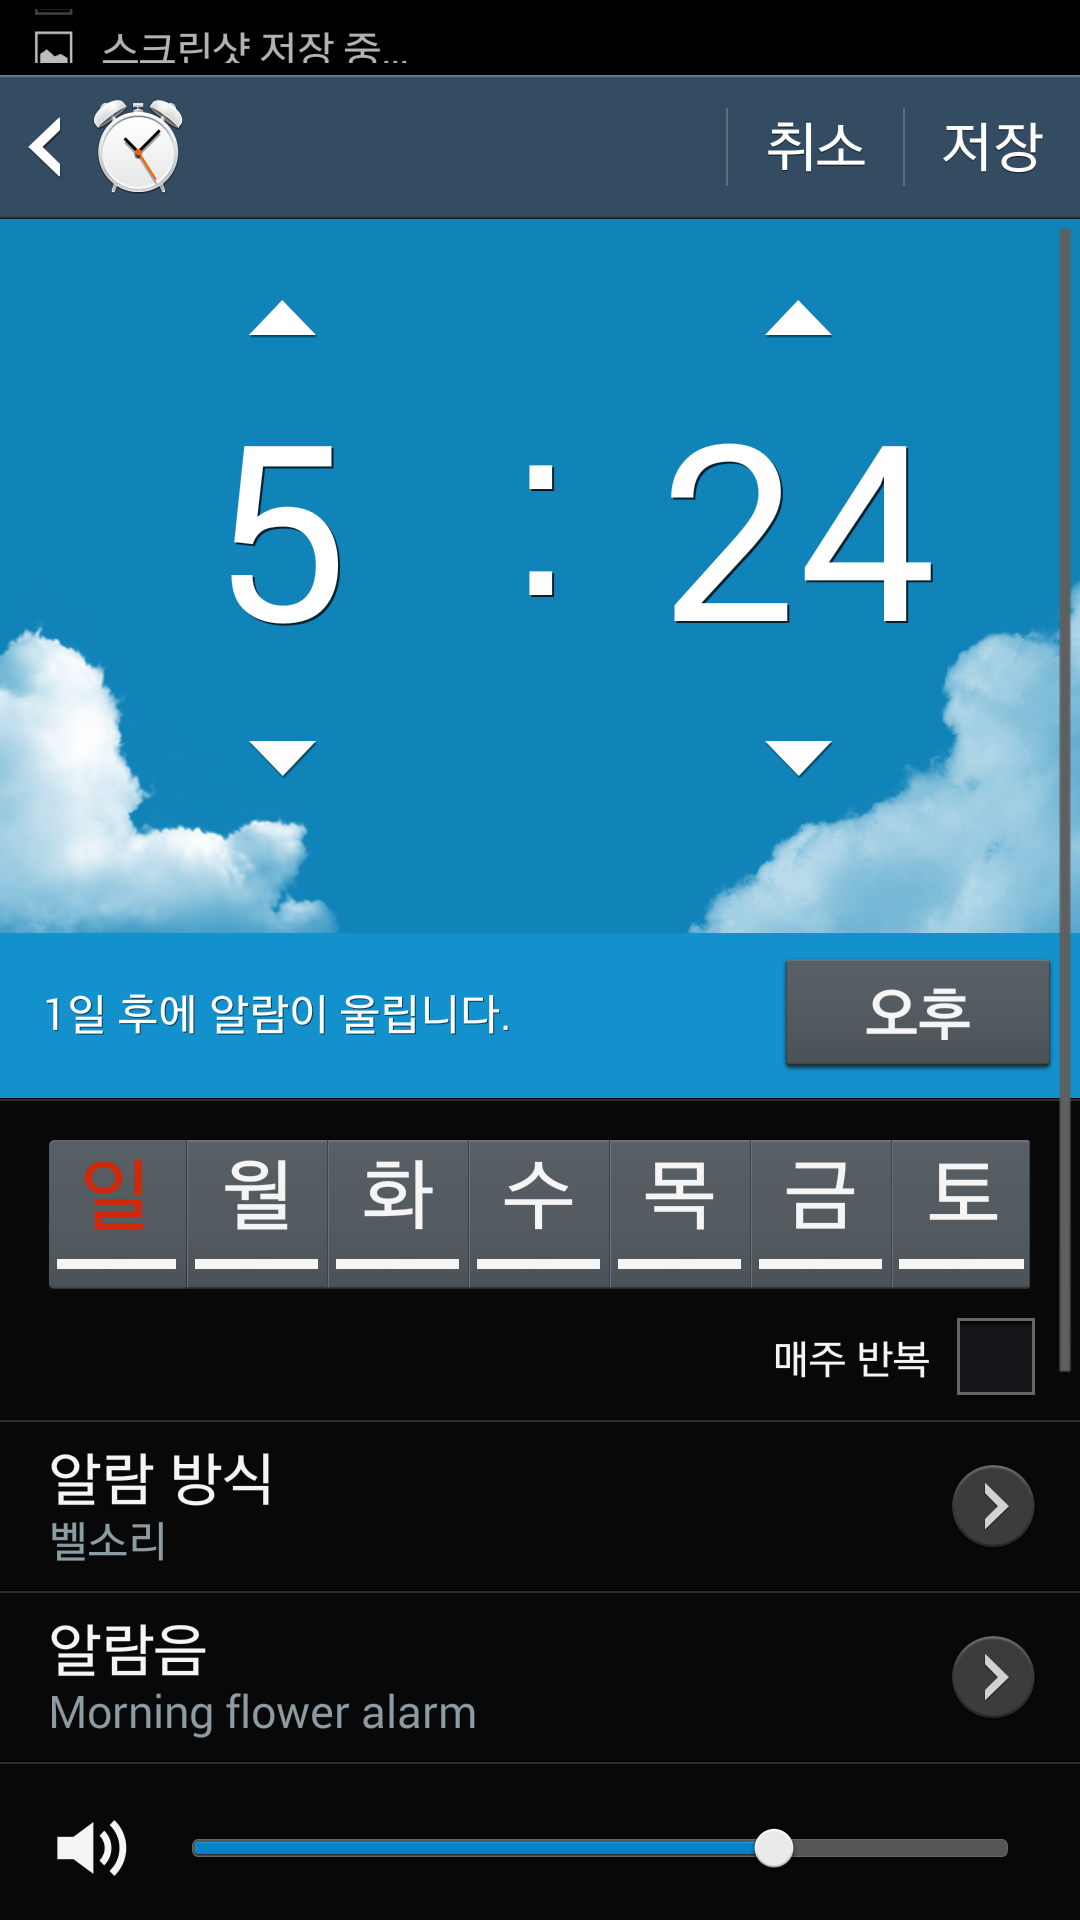 스크린샷 저장 중...
취소 저장
5 : 24
1일 후에 알람이 울립니다.
오후
일 월 화 수 목 금 토
매주 반복
알람 방식
벨소리
알람음
Morning flower alarm